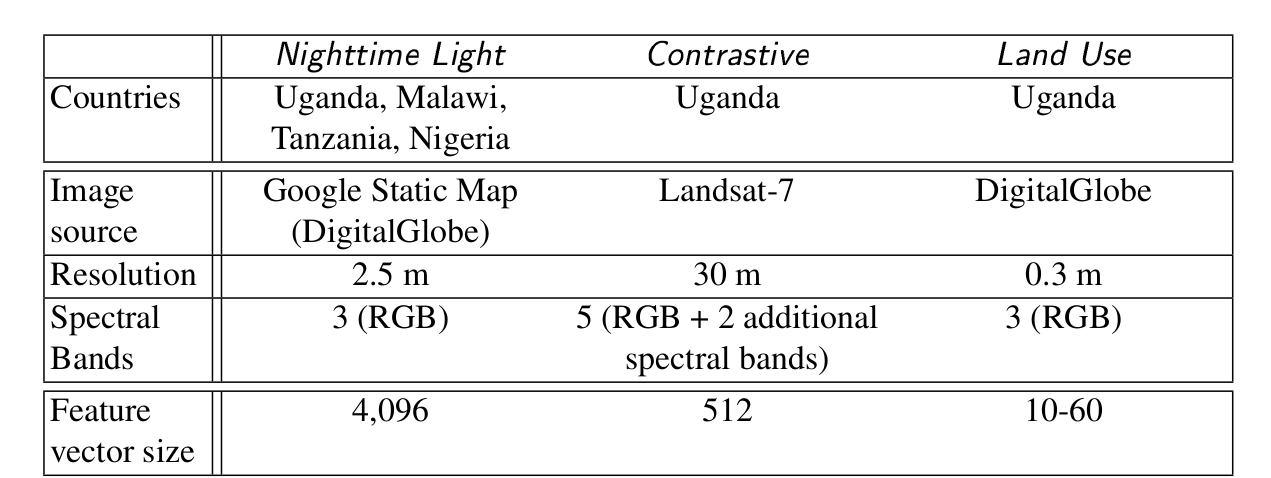 Nighttime Light Contrastive Land Use
Countries Uganda, Malawi, Uganda Uganda
Tanzania, Nigeria
Image Google Static Map Landsat-7 DigitalGlobe
source (DigitalGlobe)
Resolution 2.5 m 30 m 0.3 m
Spectral 3 (RGB) 5 (RGB + 2 additional 3 (RGB)
Bands spectral bands)
Feature 4,096 512 10-60
vector size